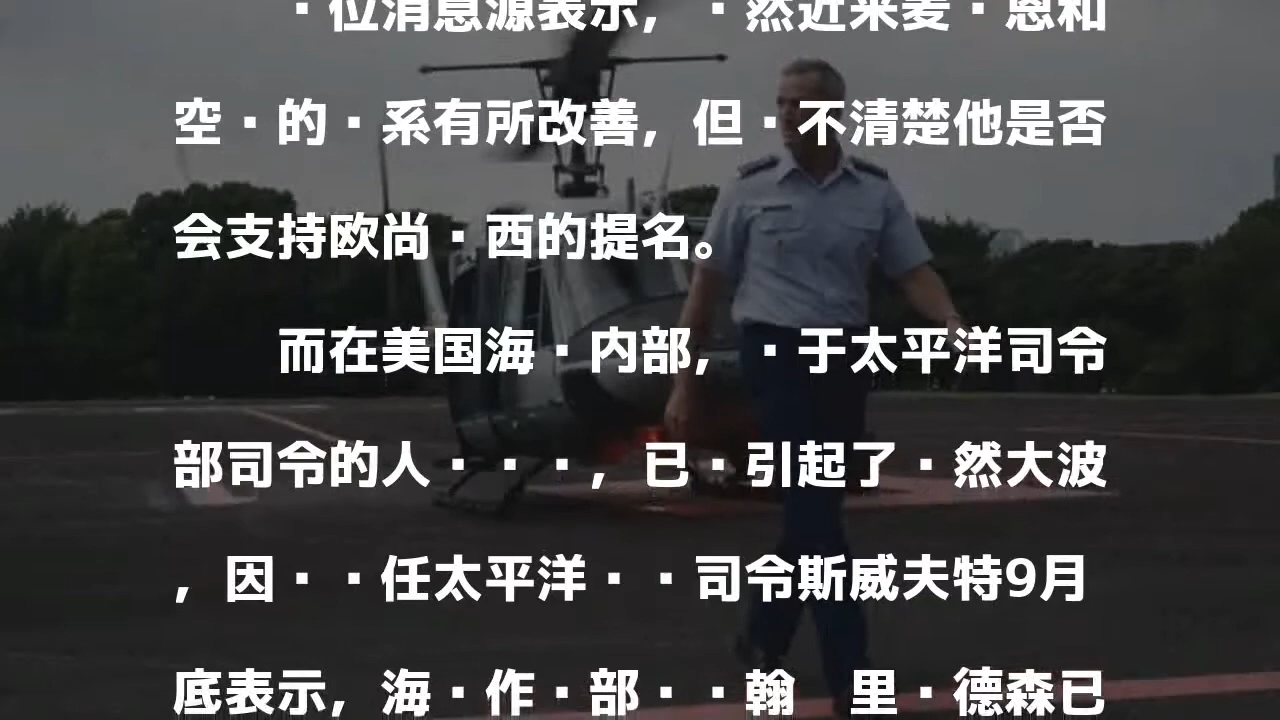 ·位消息源表示，·然近来麦·恩和
空·的·系有所改善，但·不清楚他是否
会支持欧尚·西的提名。
而在美国海·内部，·于太平洋司令
部司令的人···，已·引起了·然大波
，因··任太平洋··司令斯威夫特9月
底表示，海·作·部··翰　里·德森已